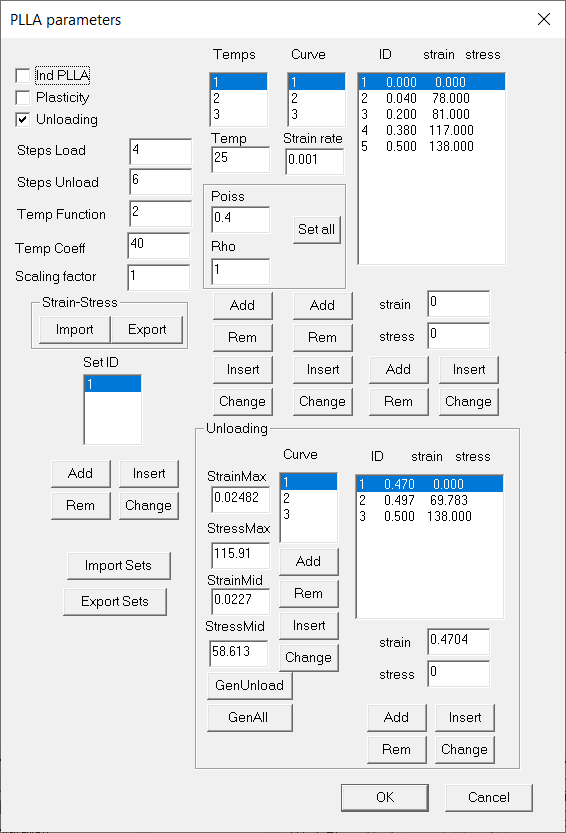 PLLA parameters
Temps Curve ID strain stress
Ind PLLA
Plasticity
Unloading
1
2
3
1
2
3
1 0.000 0.000
2 0.040 78.000
3 0.200 81.000
4 0.380 117.000
5 0.500 138.000
Steps Load 4
Steps Unload 6
Temp Function 2
Temp Coeff 40
Scaling factor 1
Temp
25
Strain rate
0.001
Poiss
0.4
Rho
1
Set all
Strain-Stress
Import Export
Add Add
Rem Rem
Insert Insert
Change Change
strain 0
stress 0
Add Insert
Rem Change
Set ID
1
Add Insert
Rem Change
Import Sets
Export Sets
Unloading
Curve ID strain stress
StrainMax
0.02482
StressMax
115.91
StrainMid
0.0227
StressMid
58.613
GenUnload
GenAll
1
2
3
Add
Rem
Insert
Change
1 0.470 0.000
2 0.497 69.783
3 0.500 138.000
strain 0.4704
stress 0
Add Insert
Rem Change
OK Cancel